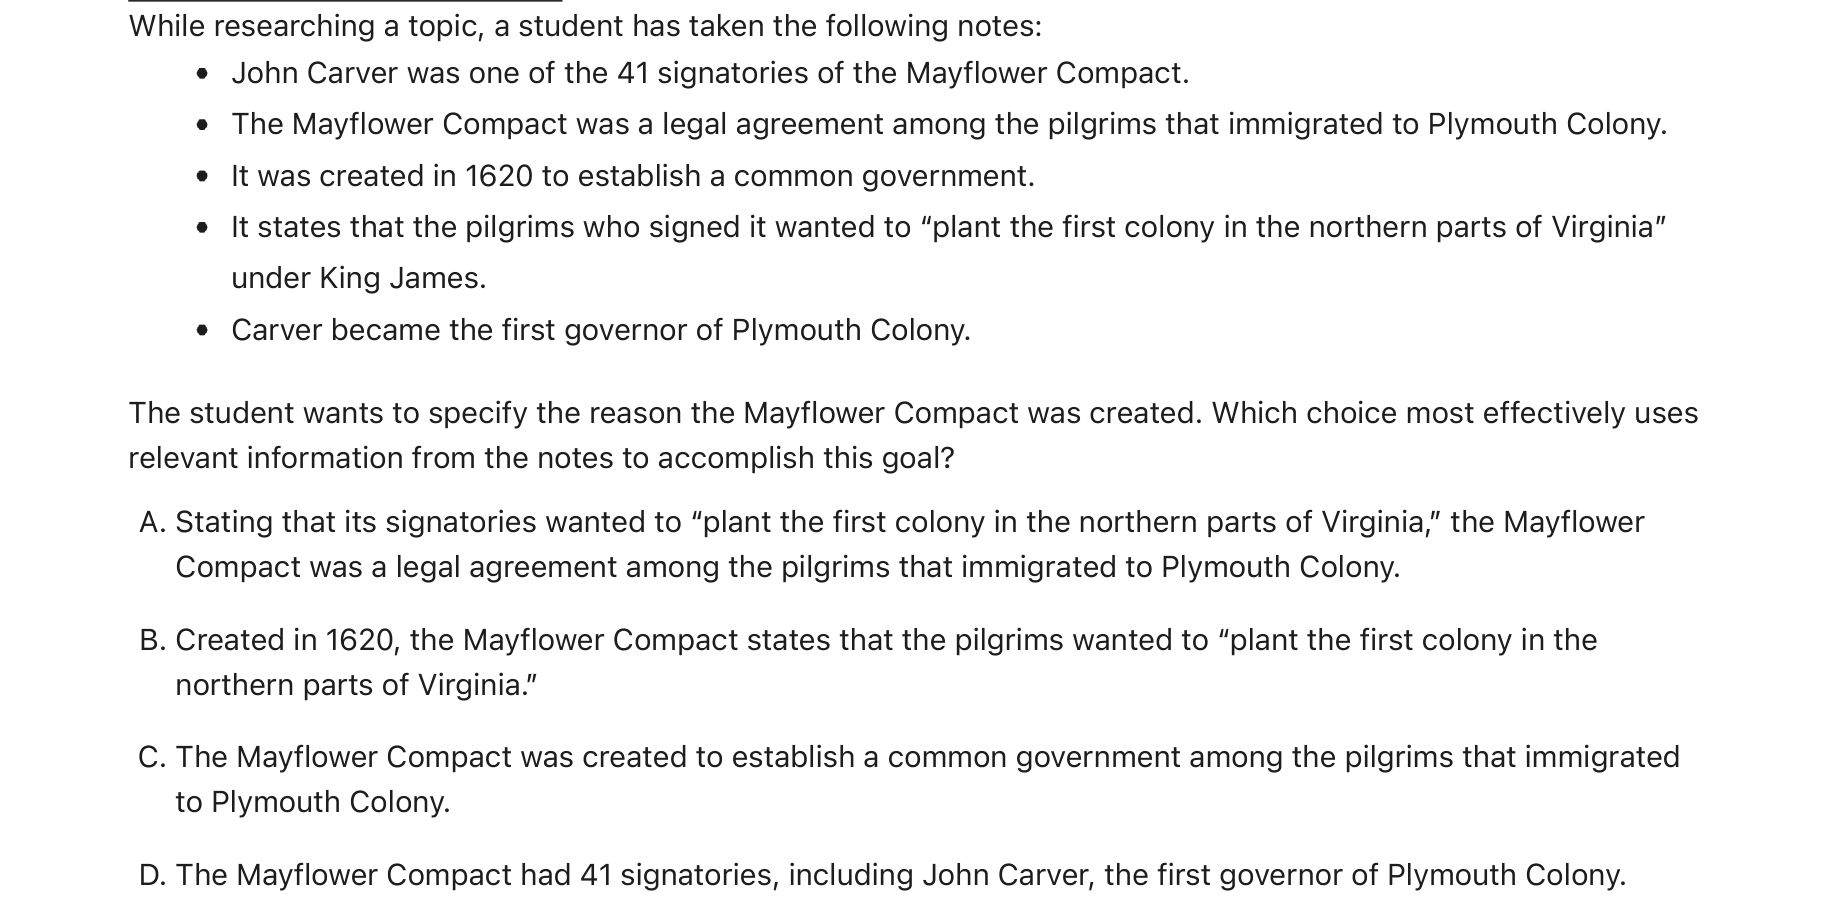 While researching a topic, a student has taken the following notes:
• John Carver was one of the 41 signatories of the Mayflower Compact.
• The Mayflower Compact was a legal agreement among the pilgrims that immigrated to Plymouth Colony.
• It was created in 1620 to establish a common government.
• It states that the pilgrims who signed it wanted to “plant the first colony in the northern parts of Virginia”
under King James.
• Carver became the first governor of Plymouth Colony.
The student wants to specify the reason the Mayflower Compact was created. Which choice most effectively uses
relevant information from the notes to accomplish this goal?
A. Stating that its signatories wanted to “plant the first colony in the northern parts of Virginia,” the Mayflower
Compact was a legal agreement among the pilgrims that immigrated to Plymouth Colony.
B. Created in 1620, the Mayflower Compact states that the pilgrims wanted to “plant the first colony in the
northern parts of Virginia.”
C. The Mayflower Compact was created to establish a common government among the pilgrims that immigrated
to Plymouth Colony.
D. The Mayflower Compact had 41 signatories, including John Carver, the first governor of Plymouth Colony.